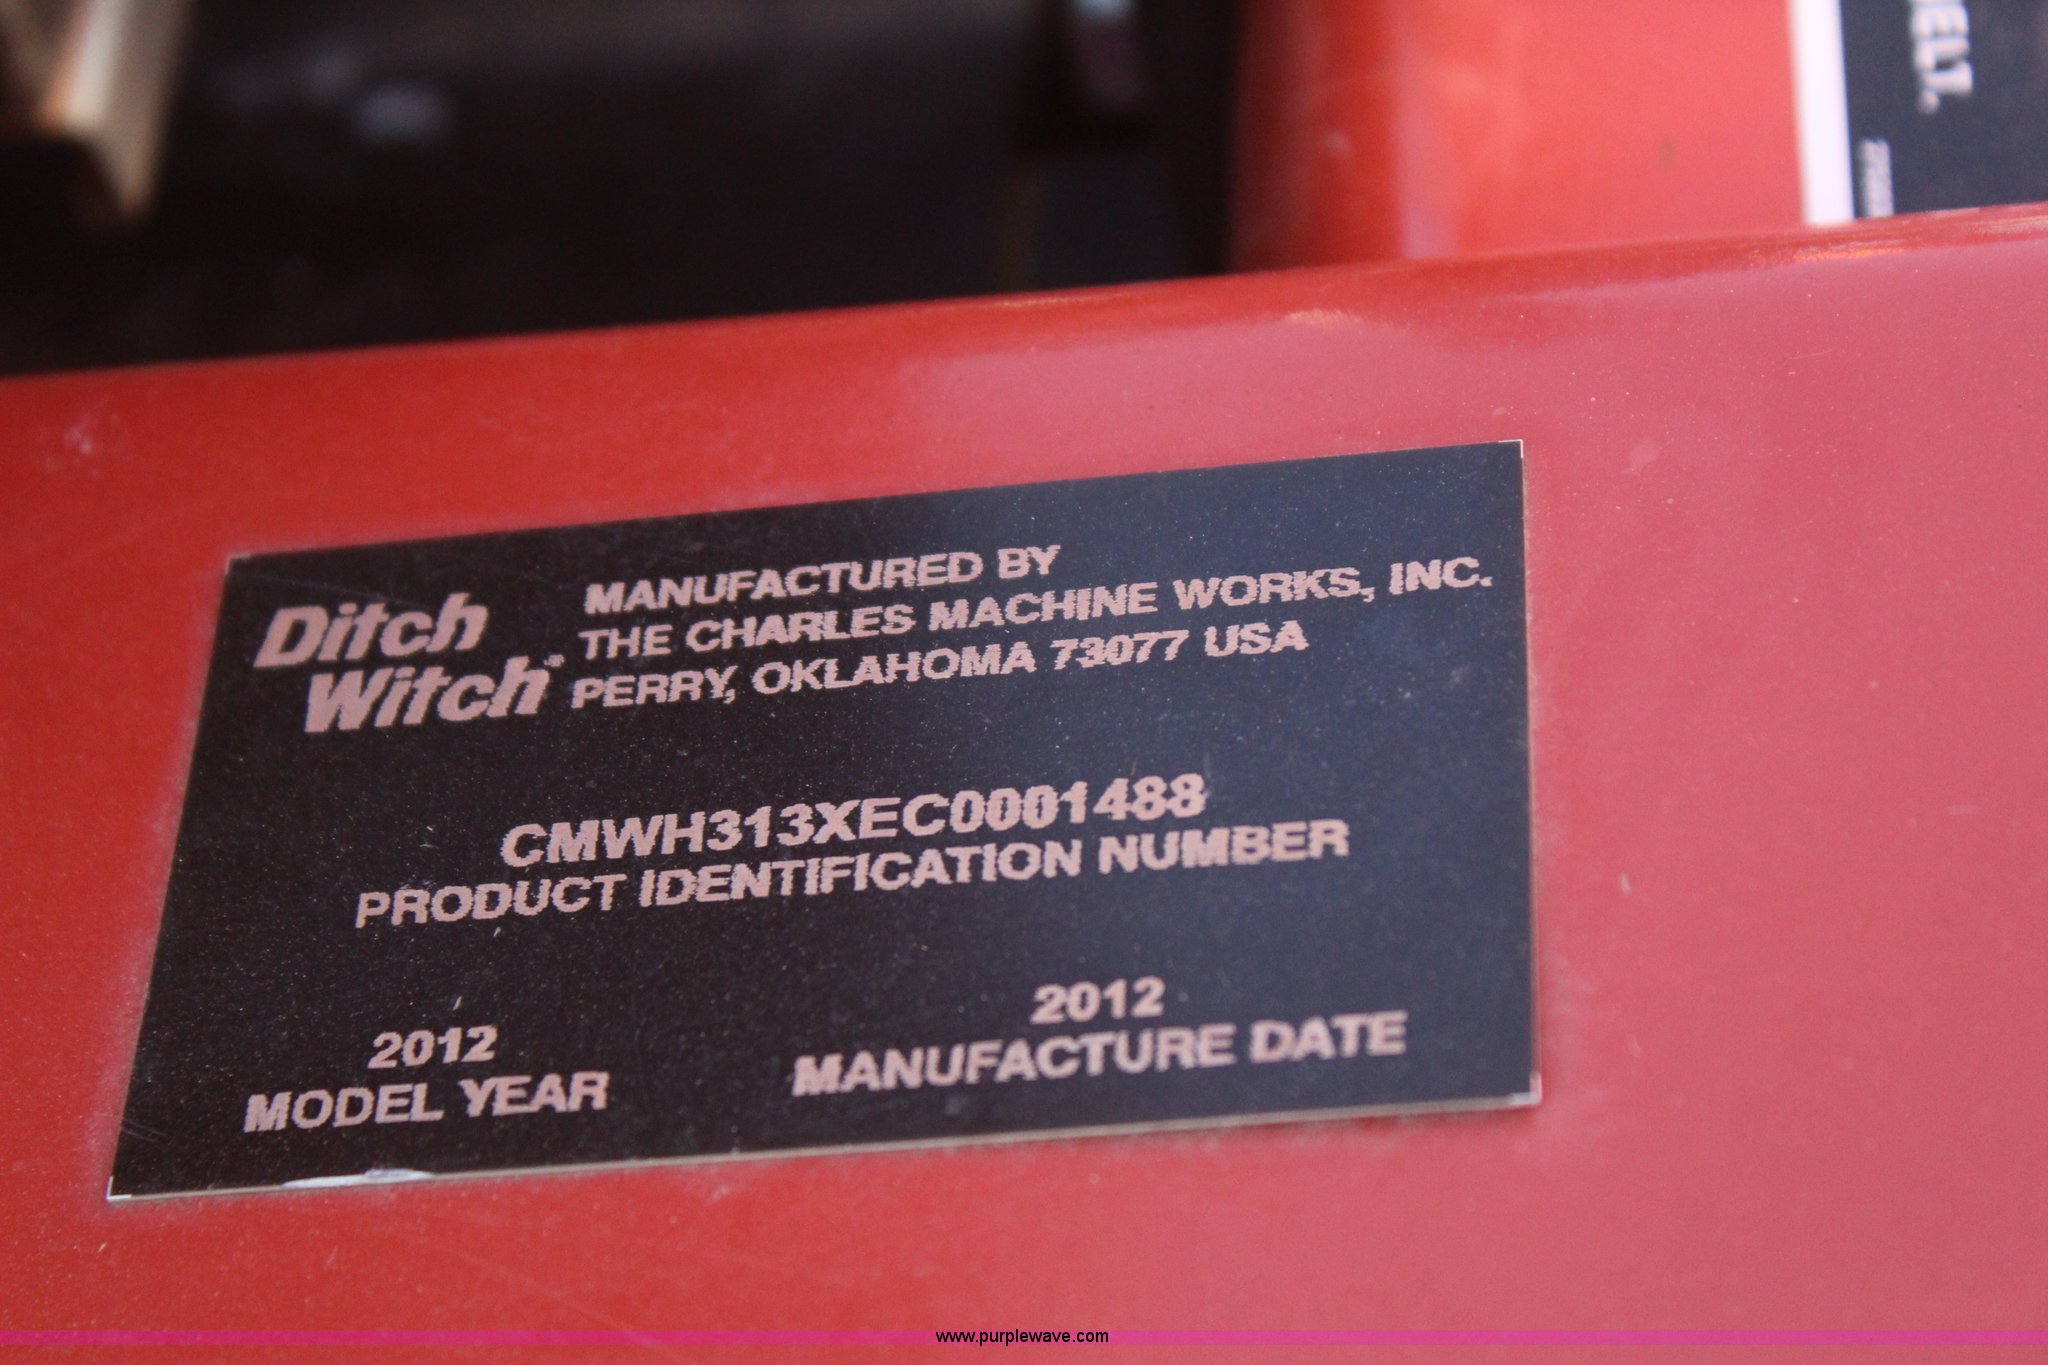 ELT.
Ditch
Witch®
MANUFACTURED BY
THE CHARLES MACHINE WORKS, INC.
PERRY, OKLAHOMA 73077 USA
CMWH313XEC0001488
PRODUCT IDENTIFICATION NUMBER
2012
MODEL YEAR
2012
MANUFACTURE DATE
www.purplewave.com